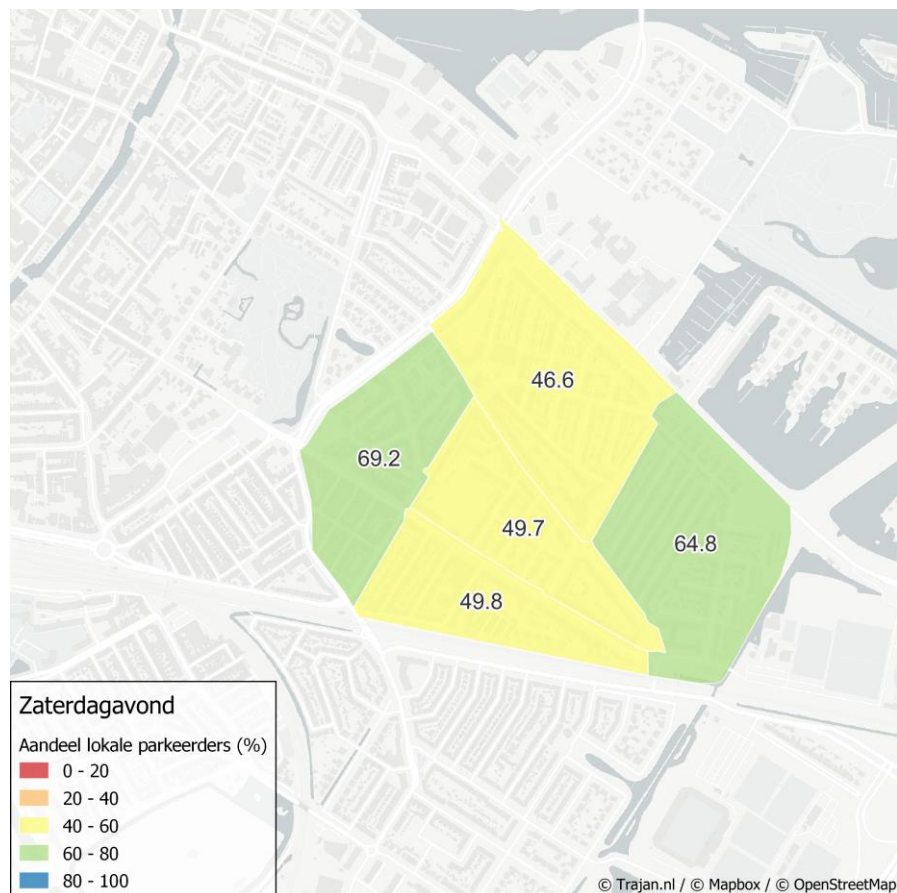 46.6
69.2
49.7
64.8
49.8
Zaterdagavond
Aandeel lokale parkeerders (%)
0 - 20
20 - 40
40 - 60
60 - 80
80 - 100
© Trajan.nl / © Mapbox / © OpenStreetMap